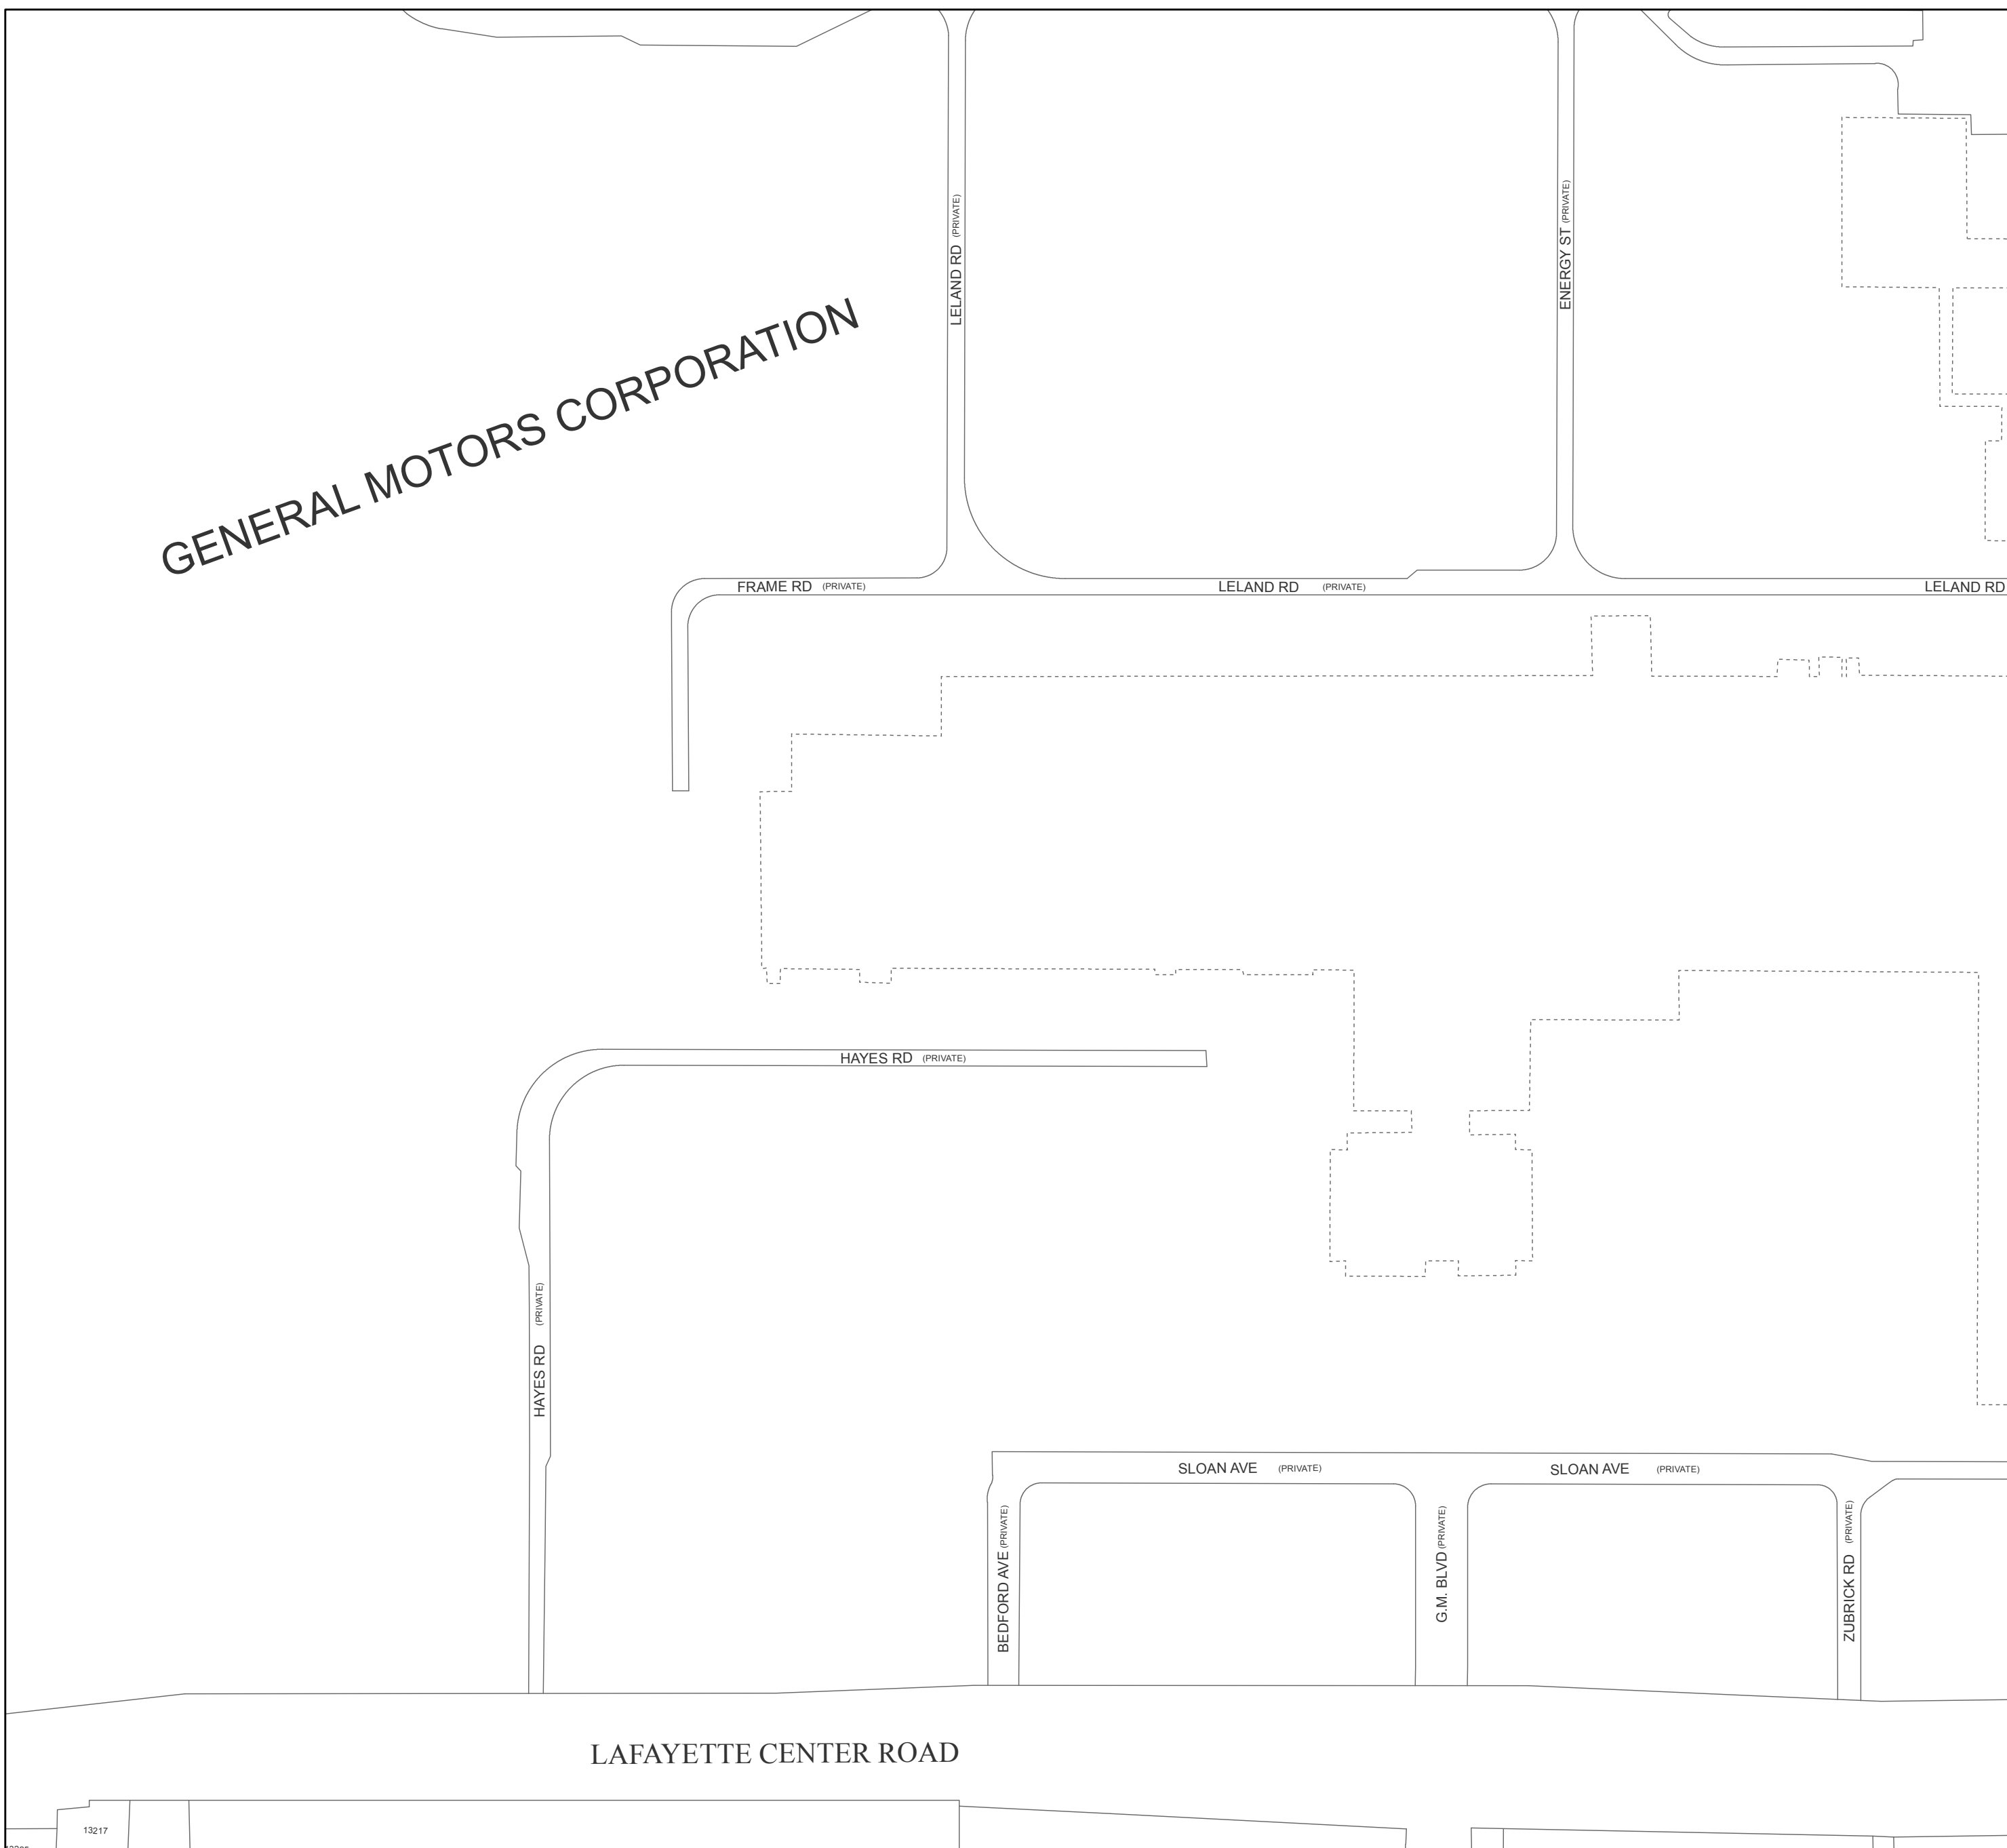 LELAND RD (PRIVATE)
ENERGY ST (PRIVATE)
GENERAL MOTORS CORPORATION
FRAME RD (PRIVATE)
LELAND RD (PRIVATE)
LELAND RD
HAYES RD (PRIVATE)
HAYES RD (PRIVATE)
SLOAN AVE (PRIVATE)
SLOAN AVE (PRIVATE)
BEDFORD AVE (PRIVATE)
G.M. BLVD (PRIVATE)
ZUBRICK RD (PRIVATE)
LAFAYETTE CENTER ROAD
13217